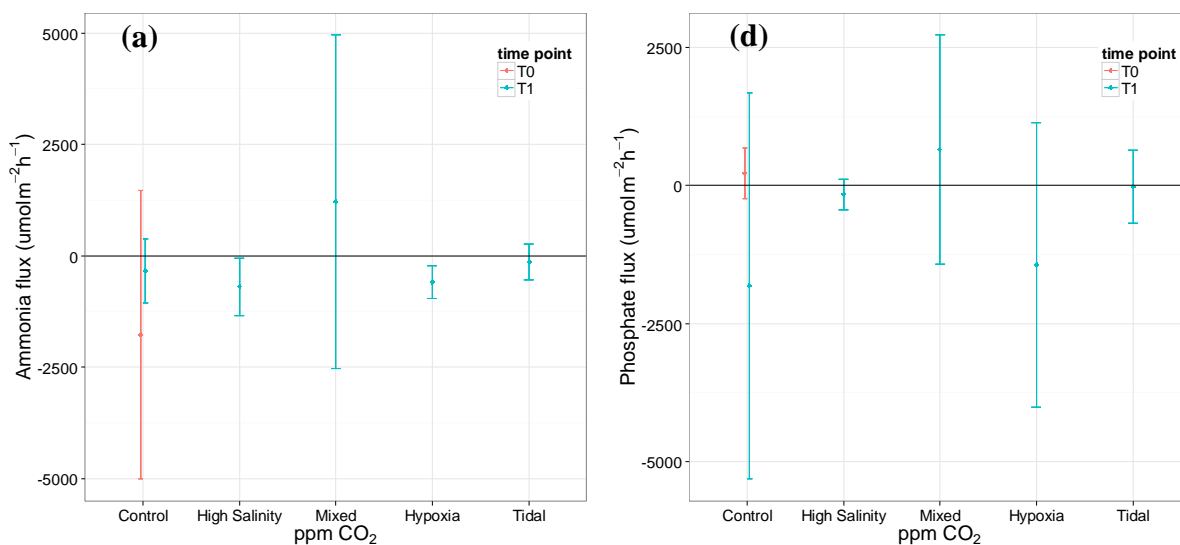 (a)
time point
T0
T1
5000
2500
0
-2500
-5000
Ammonia flux (umolm⁻²h⁻¹)
Control High Salinity Mixed Hypoxia Tidal
ppm CO₂
(d)
time point
T0
T1
2500
0
-2500
-5000
Phosphate flux (umolm⁻²h⁻¹)
Control High Salinity Mixed Hypoxia Tidal
ppm CO₂